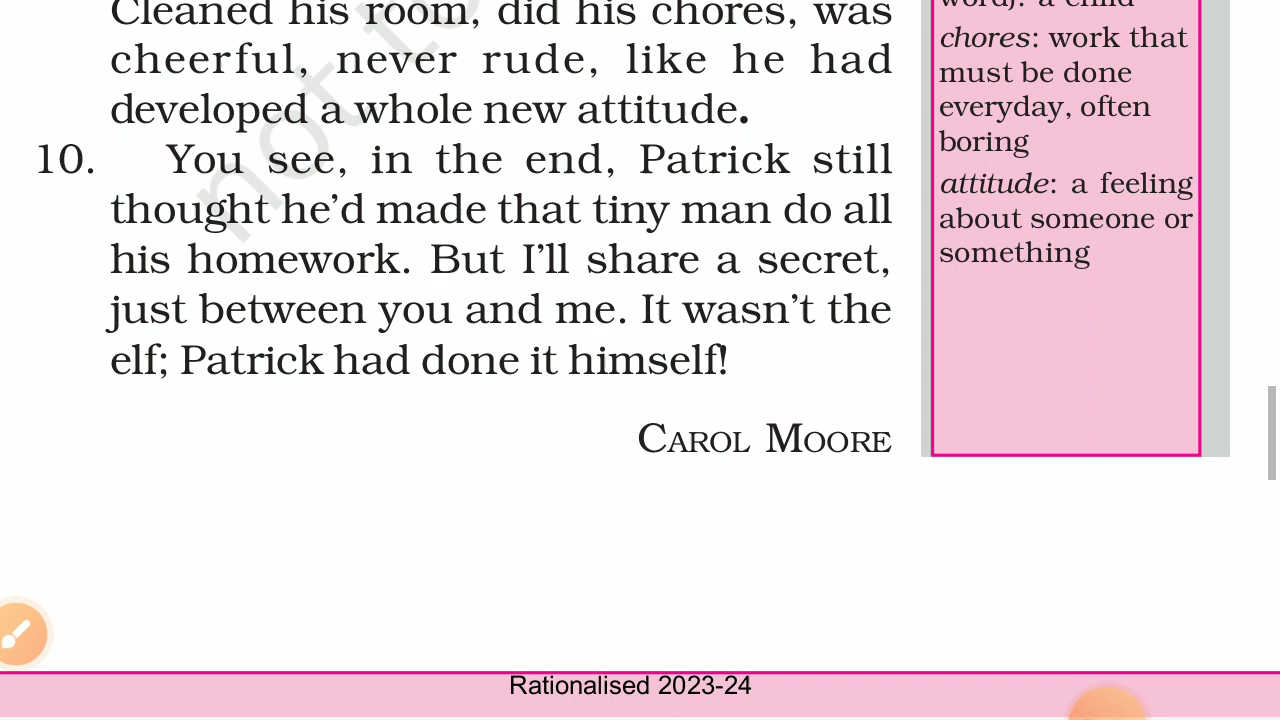 Cleaned his room, did his chores, was
cheerful, never rude, like he had
developed a whole new attitude.
10. You see, in the end, Patrick still
thought he'd made that tiny man do all
his homework. But I'll share a secret,
just between you and me. It wasn't the
elf; Patrick had done it himself!
CAROL MOORE
word): a child
chores: work that
must be done
everyday, often
boring
attitude: a feeling
about someone or
something
not
Rationalised 2023-24